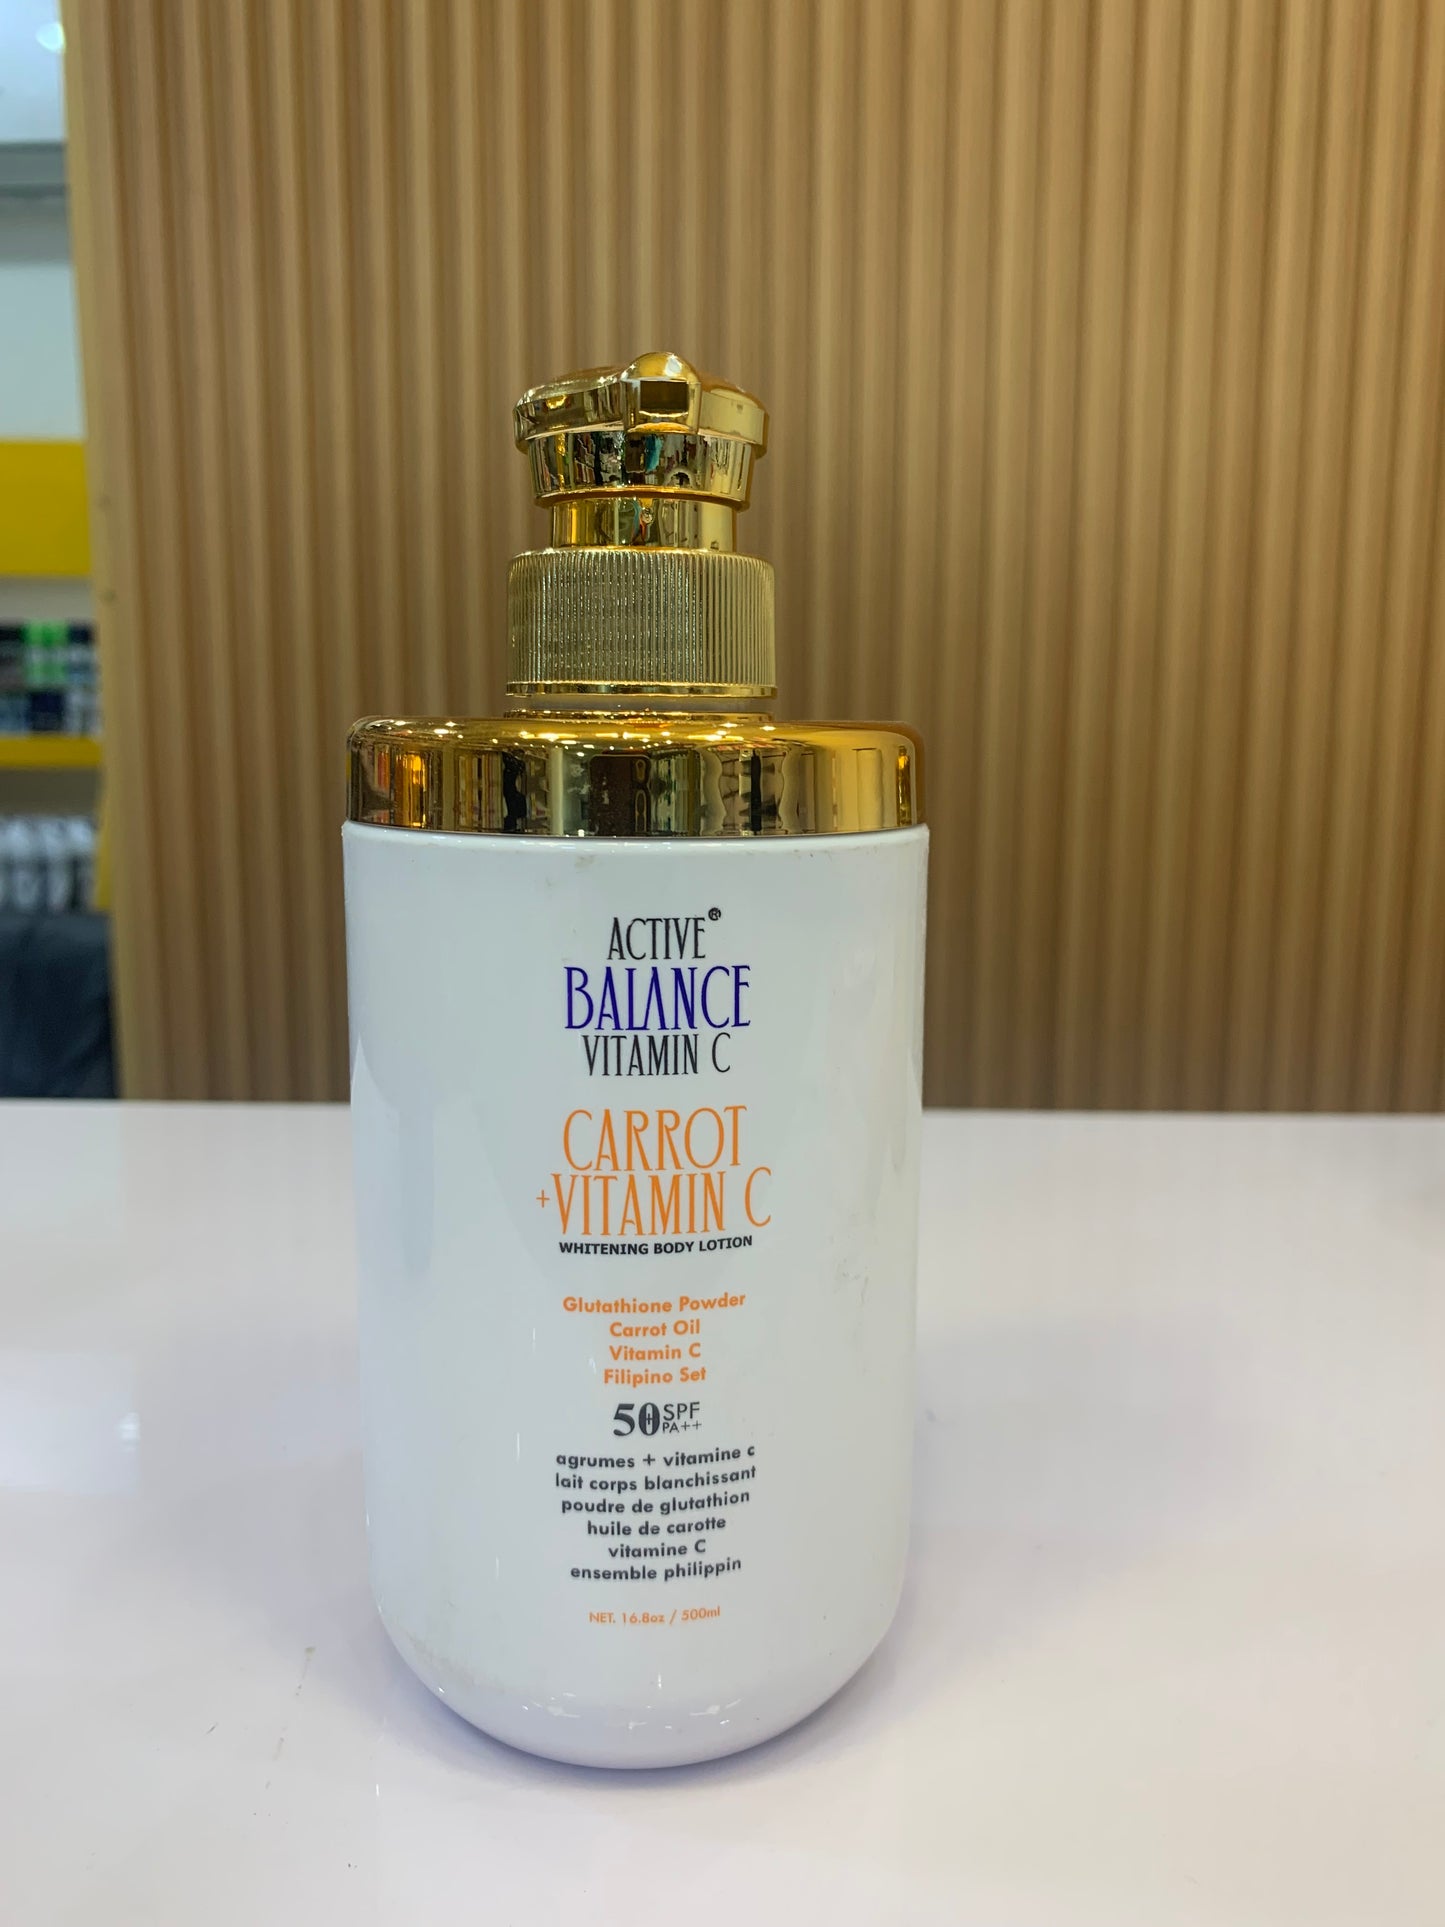 ACTIVE®
BALANCE
VITAMIN C
CARROT
+VITAMIN C
WHITENING BODY LOTION
Glutathione Powder
Carrot Oil
Vitamin C
Filipino Set
50+ SPF
PA++
agrumes + vitamine c
lait corps blanchissant
poudre de glutathion
huile de carotte
vitamine C
ensemble philippin
NET. 16.8oz / 500ml